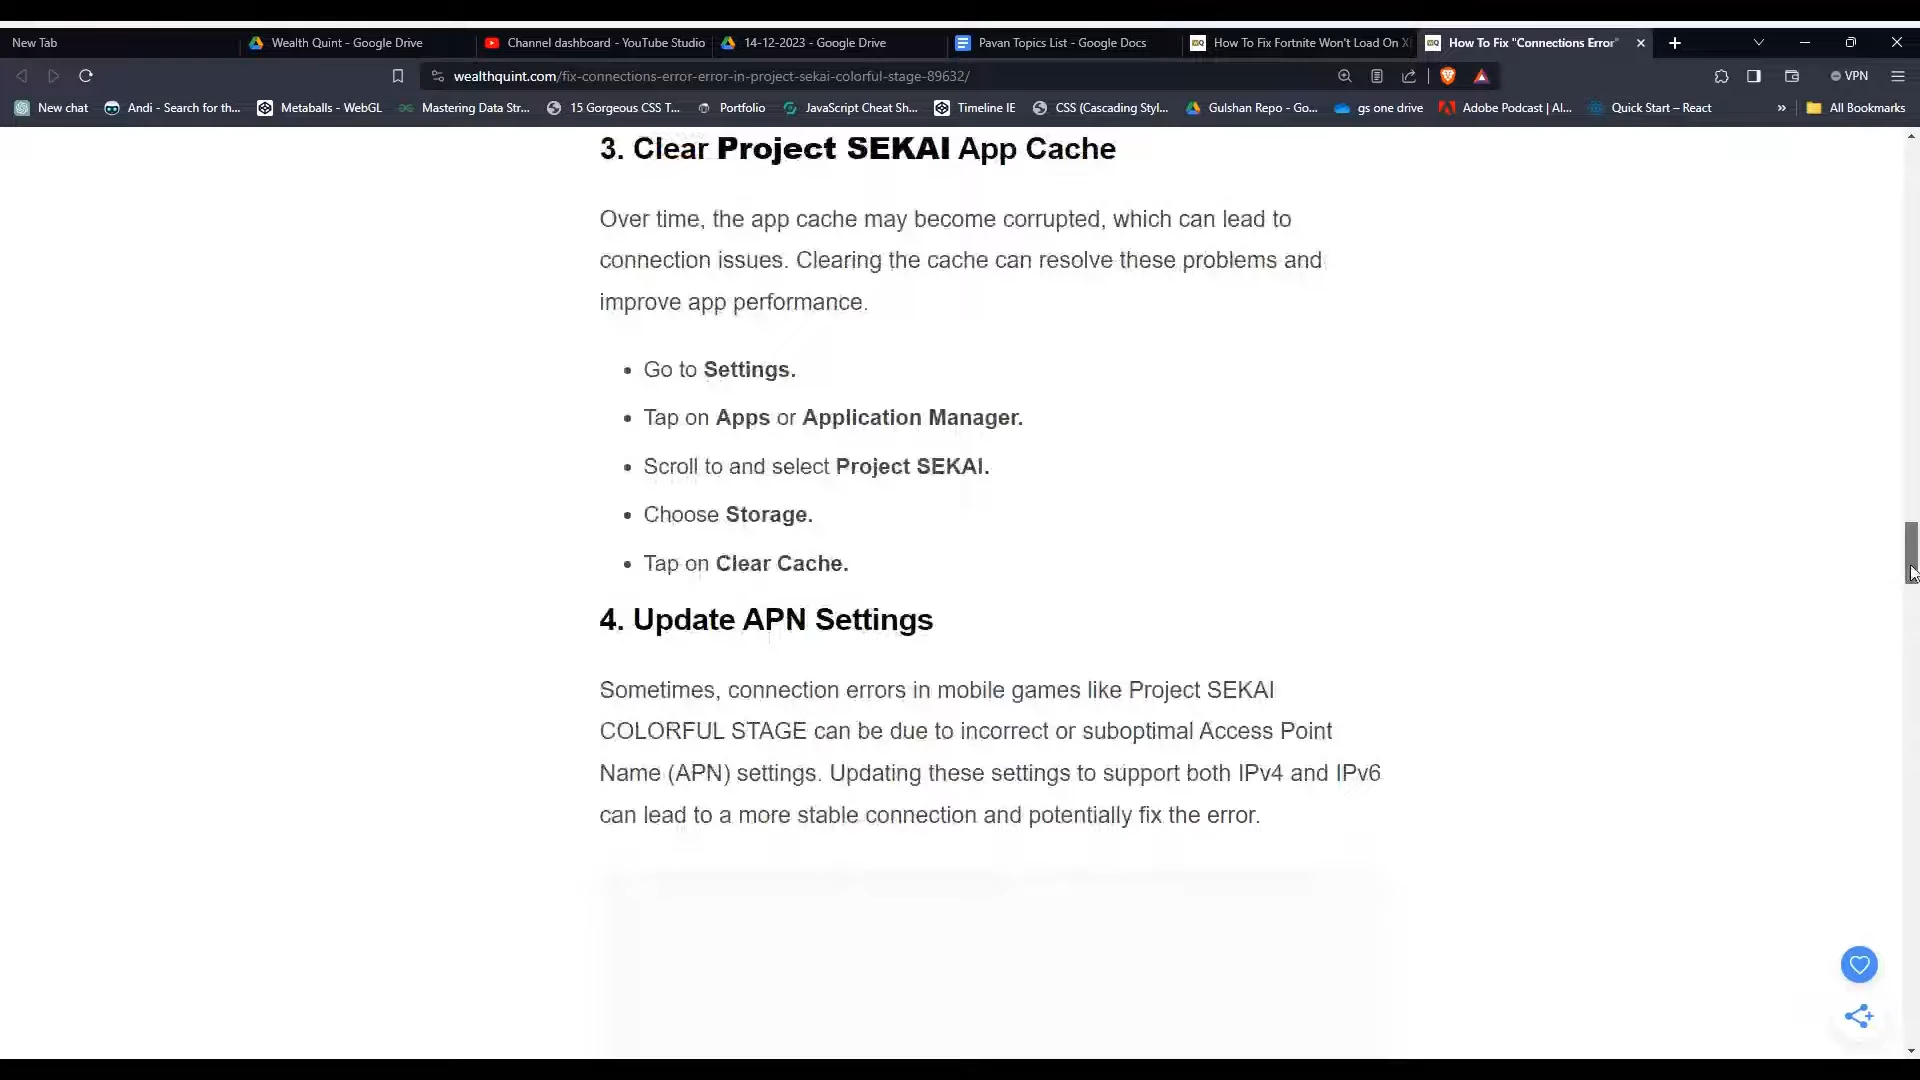 New Tab
Wealth Quint - Google Drive
Channel dashboard - YouTube Studio
14-12-2023 - Google Drive
Pavan Topics List - Google Docs
How To Fix Fortnite Won't Load On X
How To Fix "Connections Error"
wealthquint.com/fix-connections-error-error-in-project-sekai-colorful-stage-89632/
VPN
New chat
Andi - Search for th...
Metaballs - WebGL
Mastering Data Str...
15 Gorgeous CSS T...
Portfolio
JavaScript Cheat Sh...
Timeline IE
CSS (Cascading Styl...
Gulshan Repo - Go...
gs one drive
Adobe Podcast | Al...
Quick Start – React
»
All Bookmarks
3. Clear Project SEKAI App Cache
Over time, the app cache may become corrupted, which can lead to
connection issues. Clearing the cache can resolve these problems and
improve app performance.
• Go to Settings.
• Tap on Apps or Application Manager.
• Scroll to and select Project SEKAI.
• Choose Storage.
• Tap on Clear Cache.
4. Update APN Settings
Sometimes, connection errors in mobile games like Project SEKAI
COLORFUL STAGE can be due to incorrect or suboptimal Access Point
Name (APN) settings. Updating these settings to support both IPv4 and IPv6
can lead to a more stable connection and potentially fix the error.